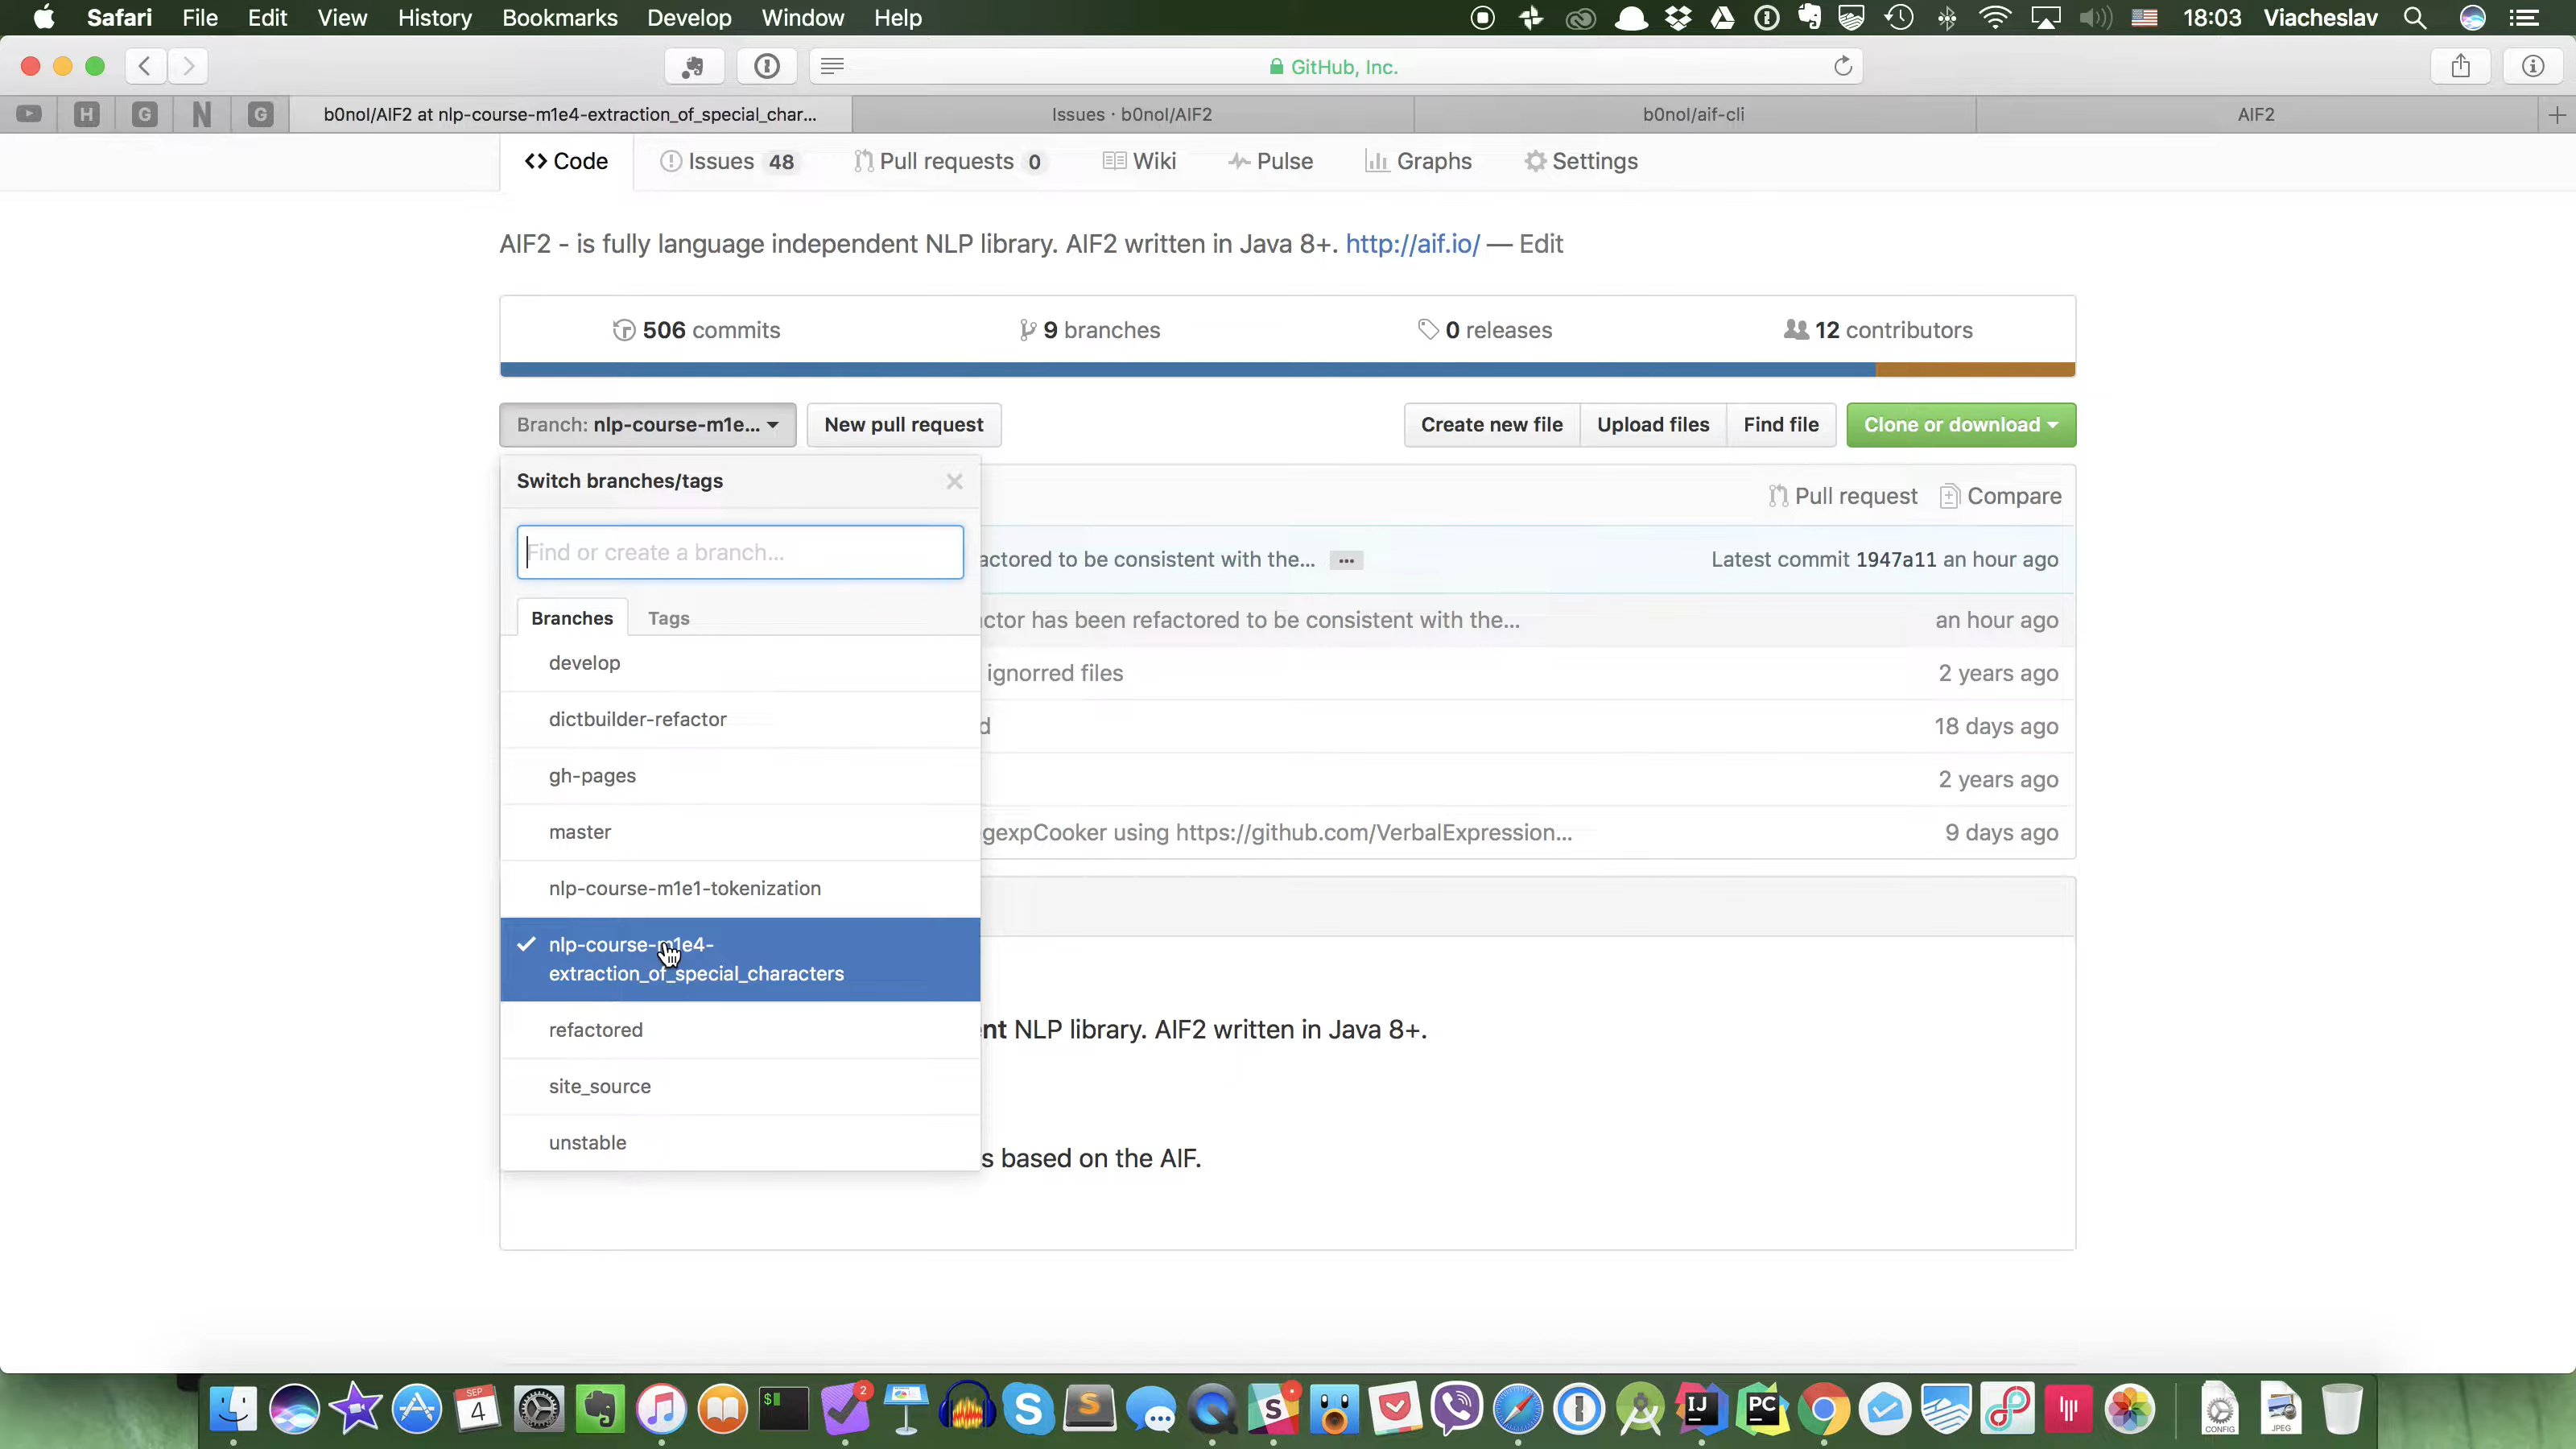 Safari File Edit View History Bookmarks Develop Window Help 18:03 Viacheslav
GitHub, Inc.
H G N G b0nol/AIF2 at nlp-course-m1e4-extraction_of_special_char... Issues · b0nol/AIF2 b0nol/aif-cli AIF2
Code Issues 48 Pull requests 0 Wiki Pulse Graphs Settings
AIF2 - is fully language independent NLP library. AIF2 written in Java 8+. http://aif.io/ — Edit
506 commits 9 branches 0 releases 12 contributors
Branch: nlp-course-m1e... New pull request Create new file Upload files Find file Clone or download
Switch branches/tags
Pull request Compare
Find or create a branch...
actored to be consistent with the... ... Latest commit 1947a11 an hour ago
Branches Tags
ctor has been refactored to be consistent with the... an hour ago
develop
ignorred files 2 years ago
dictbuilder-refactor
d 18 days ago
gh-pages
2 years ago
master
gexpCooker using https://github.com/VerbalExpression... 9 days ago
nlp-course-m1e1-tokenization
nlp-course-m1e4-
extraction_of_special_characters
refactored
nt NLP library. AIF2 written in Java 8+.
site_source
unstable
s based on the AIF.
SEP
4
$
2
S
S
S
IJ
PC
CONFIG
JPEG